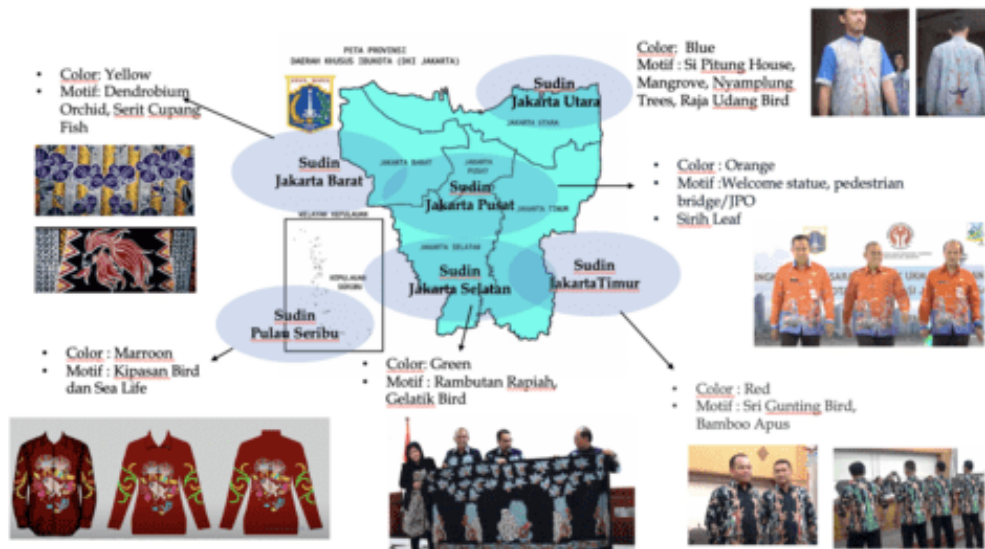 PETA PROVINSI
DAERAH KHUSUS IBUKOTA (DKI JAKARTA)
• Color: Yellow
• Motif: Dendrobium
Orchid, Serit Cupang
Fish
Color: Blue
Motif : Si Pitung House,
Mangrove, Nyamplung
Trees, Raja Udang Bird
Sudin
Jakarta Utara
JAKARTA UTARA
Sudin
Jakarta Barat
JAKARTA BARAT
JAKARTA
PUSAT
Sudin
Jakarta Pusat
JAKARTA TIMUR
• Color : Orange
• Motif :Welcome statue, pedestrian
bridge/JPO
• Sirih Leaf
WILAYAH KEPULAUAN
KEPULAUAN
SERIBU
JAKARTA SELATAN
Sudin
Jakarta Selatan
Sudin
JakartaTimur
Sudin
Pulau Seribu
• Color : Marroon
• Motif : Kipasan Bird
dan Sea Life
• Color: Green
• Motif : Rambutan Rapiah,
Gelatik Bird
• Color : Red
• Motif : Sri Gunting Bird,
Bamboo Apus